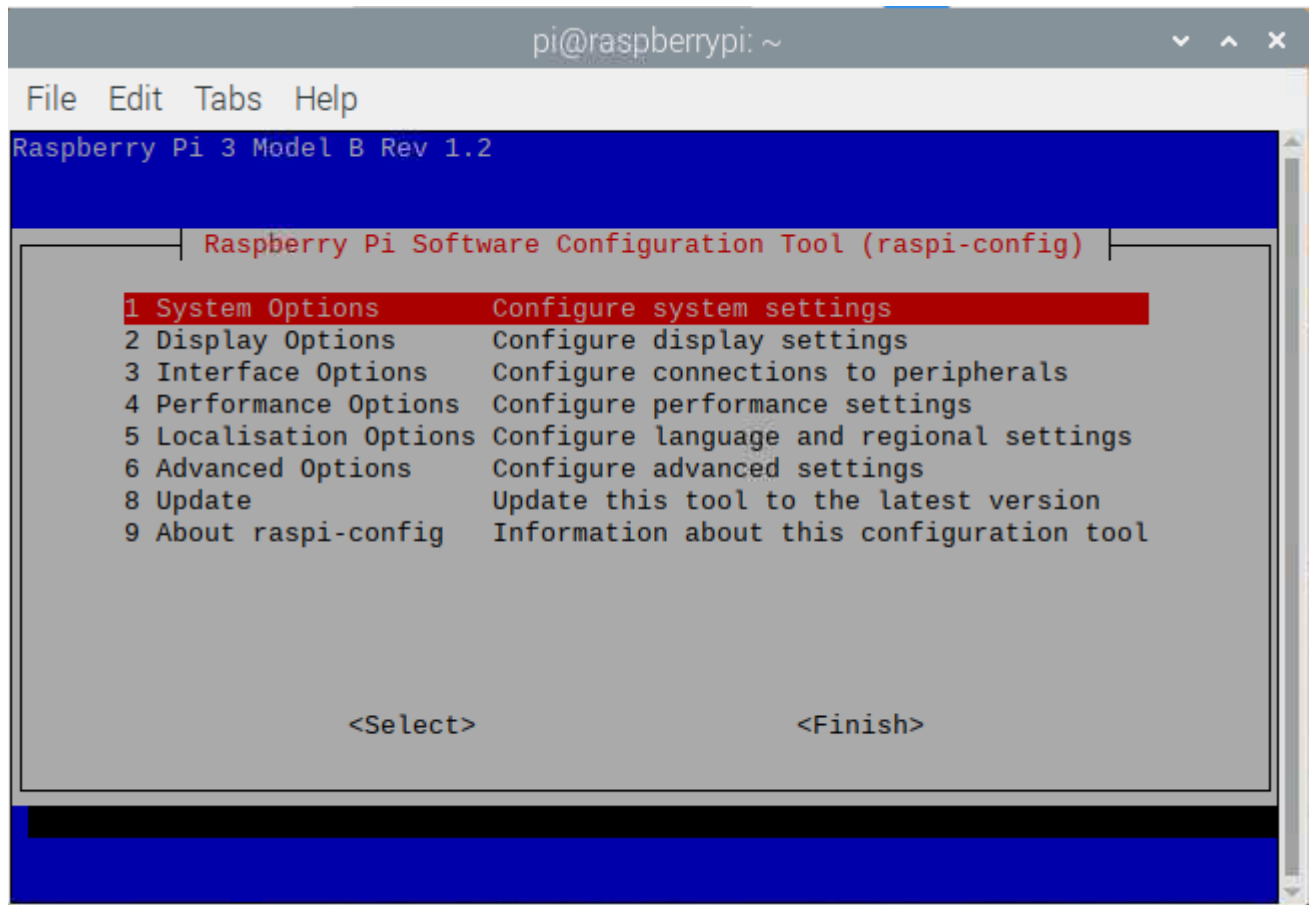 pi@raspberrypi: ~
File Edit Tabs Help
Raspberry Pi 3 Model B Rev 1.2
Raspberry Pi Software Configuration Tool (raspi-config)
1 System Options Configure system settings
2 Display Options Configure display settings
3 Interface Options Configure connections to peripherals
4 Performance Options Configure performance settings
5 Localisation Options Configure language and regional settings
6 Advanced Options Configure advanced settings
8 Update Update this tool to the latest version
9 About raspi-config Information about this configuration tool
<Select> <Finish>